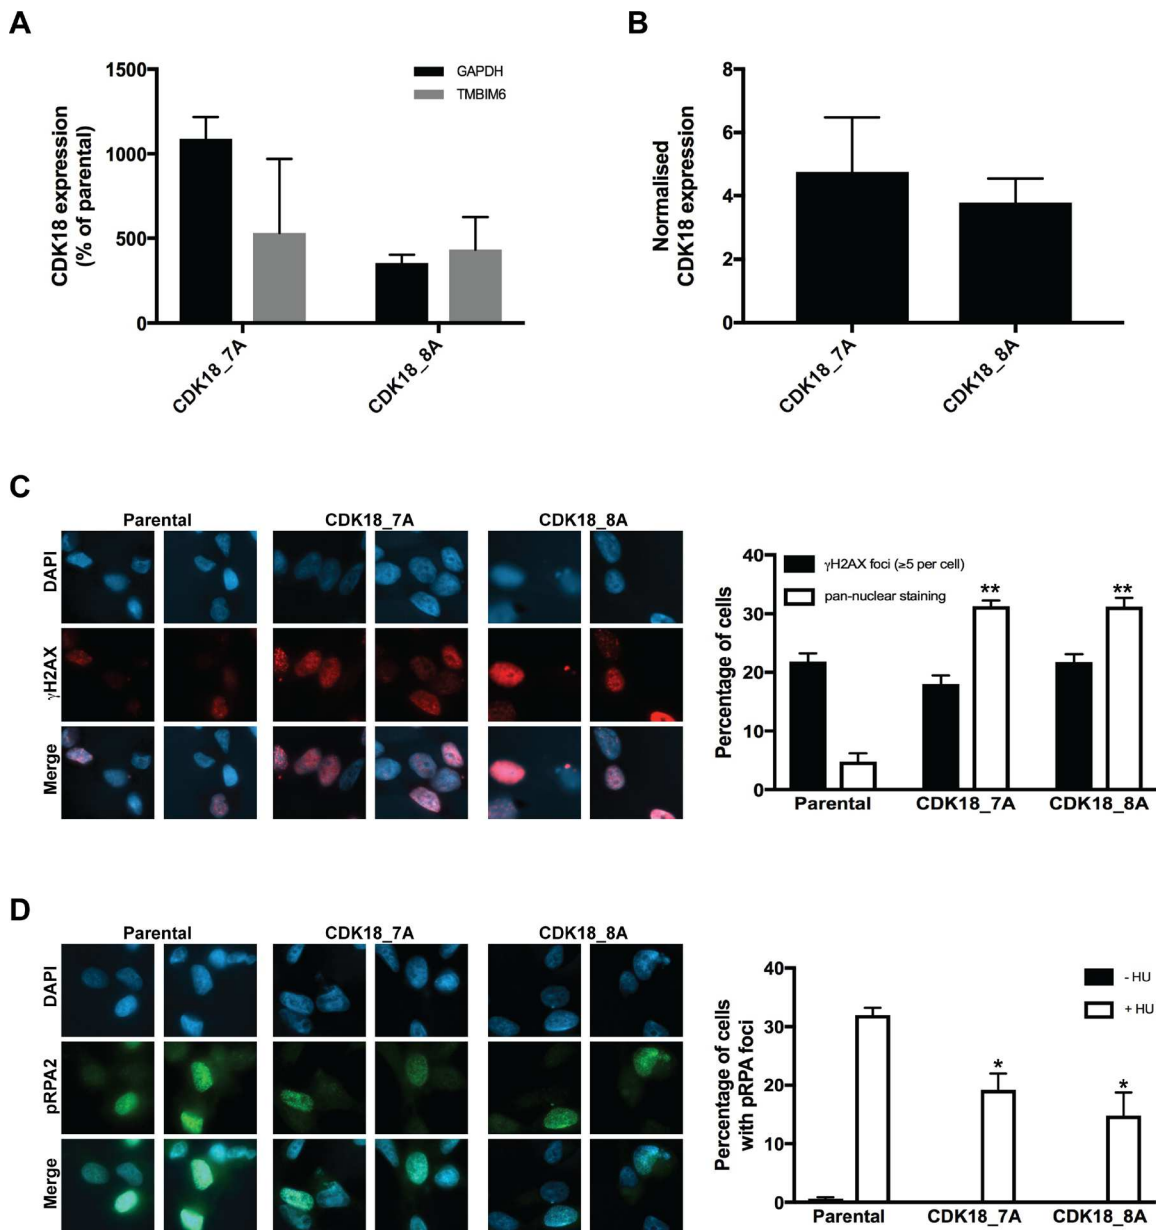 A
CDK18 expression
(% of parental)
1500
1000
500
0
GAPDH
TMBIM6
CDK18_7A
CDK18_8A
B
Normalised
CDK18 expression
8
6
4
2
0
CDK18_7A
CDK18_8A
C
Parental
CDK18_7A
CDK18_8A
DAPI
γH2AX
Merge
Percentage of cells
40
30
20
10
0
γH2AX foci (≥5 per cell)
pan-nuclear staining
**
**
Parental
CDK18_7A
CDK18_8A
D
Parental
CDK18_7A
CDK18_8A
DAPI
pRPA2
Merge
Percentage of cells
with pRPA foci
40
30
20
10
0
- HU
+ HU
*
*
Parental
CDK18_7A
CDK18_8A